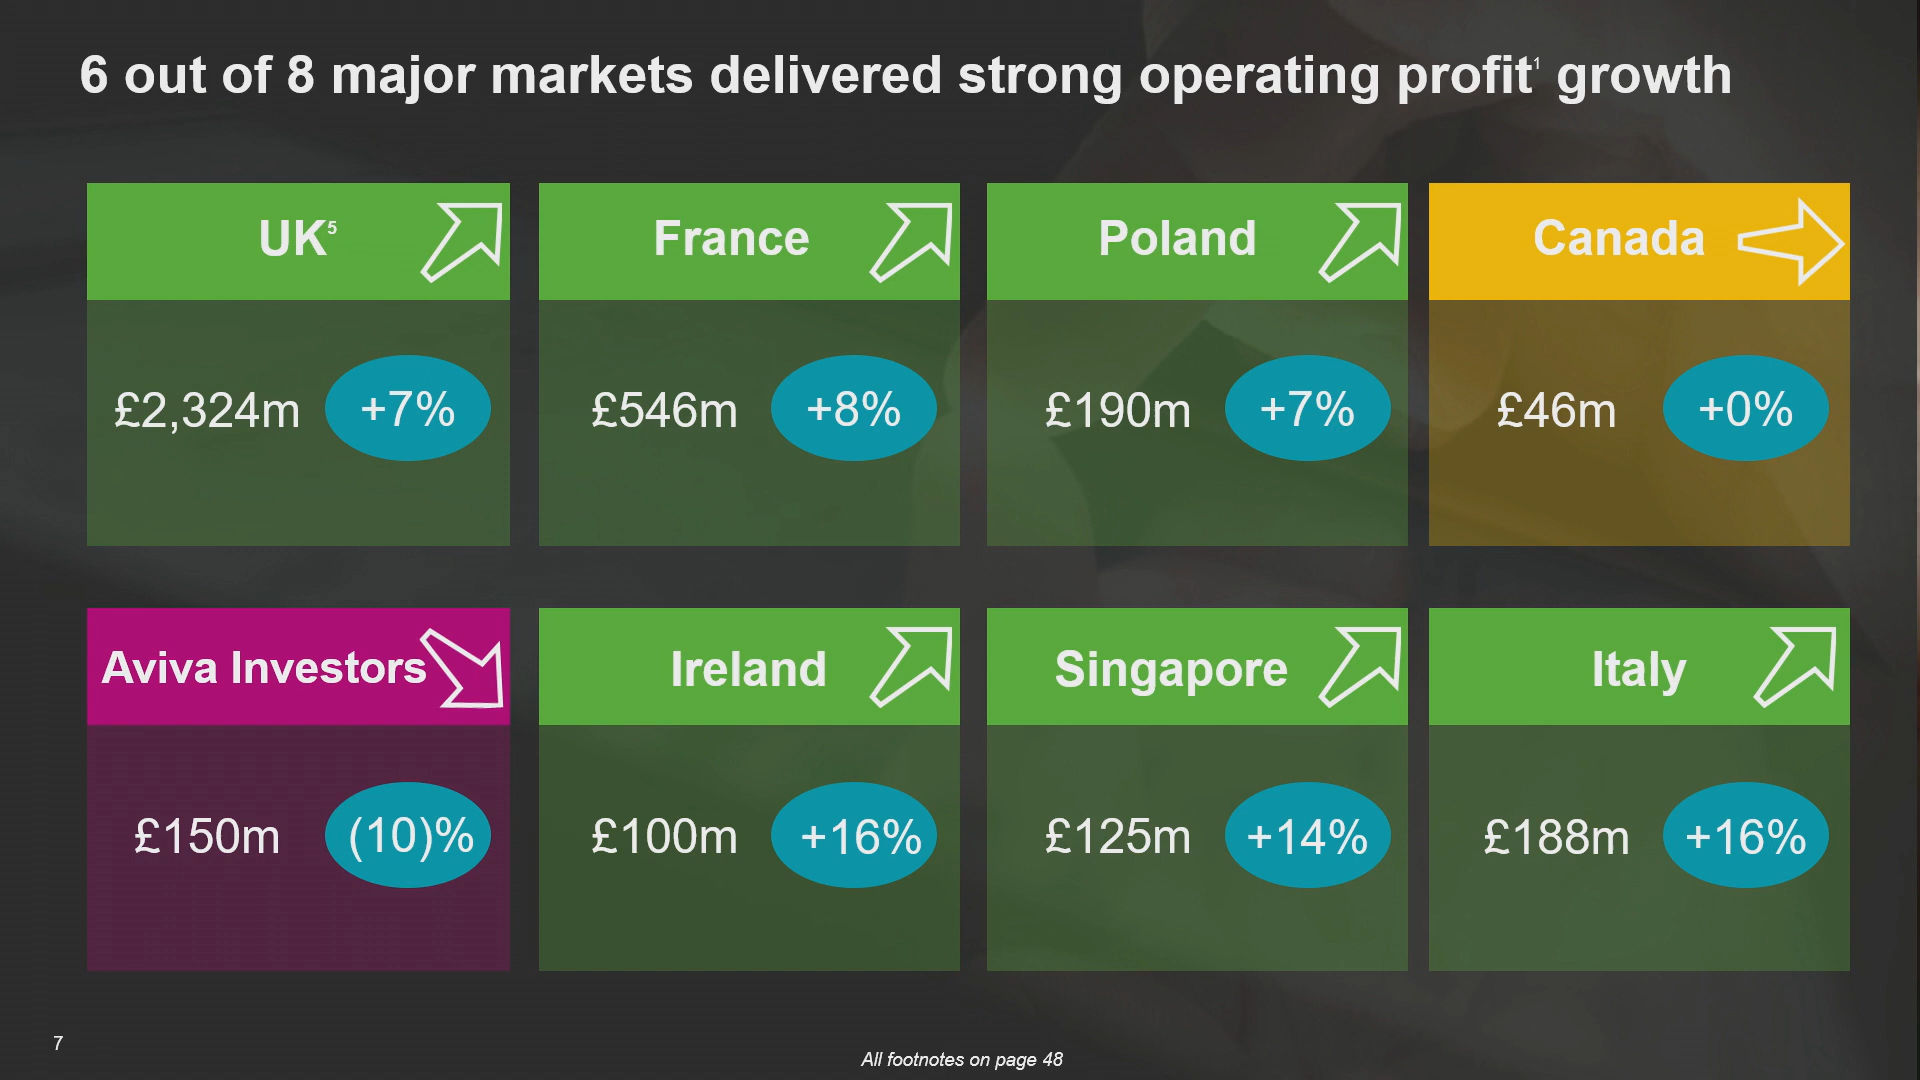 6 out of 8 major markets delivered strong operating profit¹ growth
UK⁵
France
Poland
Canada
£2,324m +7%
£546m +8%
£190m +7%
£46m +0%
Aviva Investors
Ireland
Singapore
Italy
£150m (10)%
£100m +16%
£125m +14%
£188m +16%
7
All footnotes on page 48